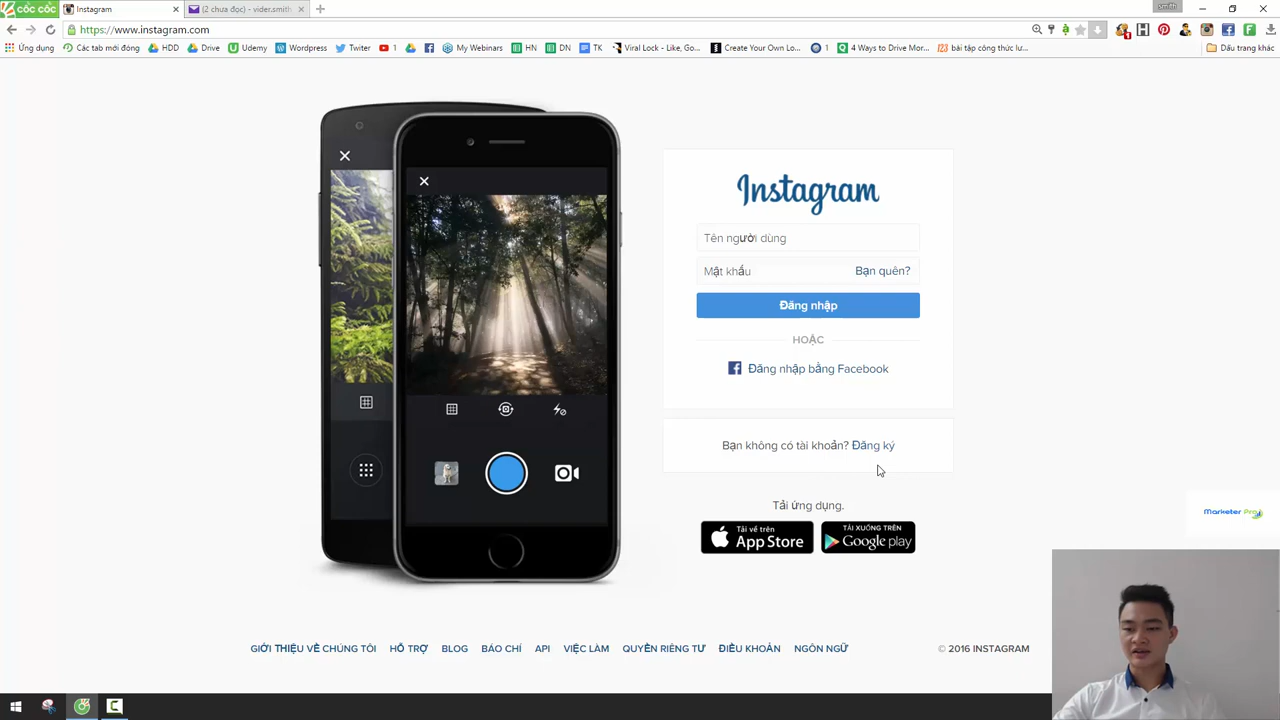 CỐC CỐC
Instagram
(2 chưa đọc) - vider.smith
smith
https://www.instagram.com
Ứng dụng
Các tab mới đóng
HDD
Drive
Udemy
Wordpress
Twiter
1
My Webinars
HN
DN
TK
Viral Lock - Like, Go...
Create Your Own Lo...
1
4 Ways to Drive Mor...
bài tập công thức lư...
Dấu trang khác
Instagram
Tên người dùng
Mật khẩu
Bạn quên?
Đăng nhập
HOẶC
Đăng nhập bằng Facebook
Bạn không có tài khoản? Đăng ký
Tải ứng dụng.
Tải về trên
App Store
TẢI XUỐNG TRÊN
Google play
Marketer Pro
GIỚI THIỆU VỀ CHÚNG TÔI
HỖ TRỢ
BLOG
BÁO CHÍ
API
VIỆC LÀM
QUYỀN RIÊNG TƯ
ĐIỀU KHOẢN
NGÔN NGỮ
© 2016 INSTAGRAM